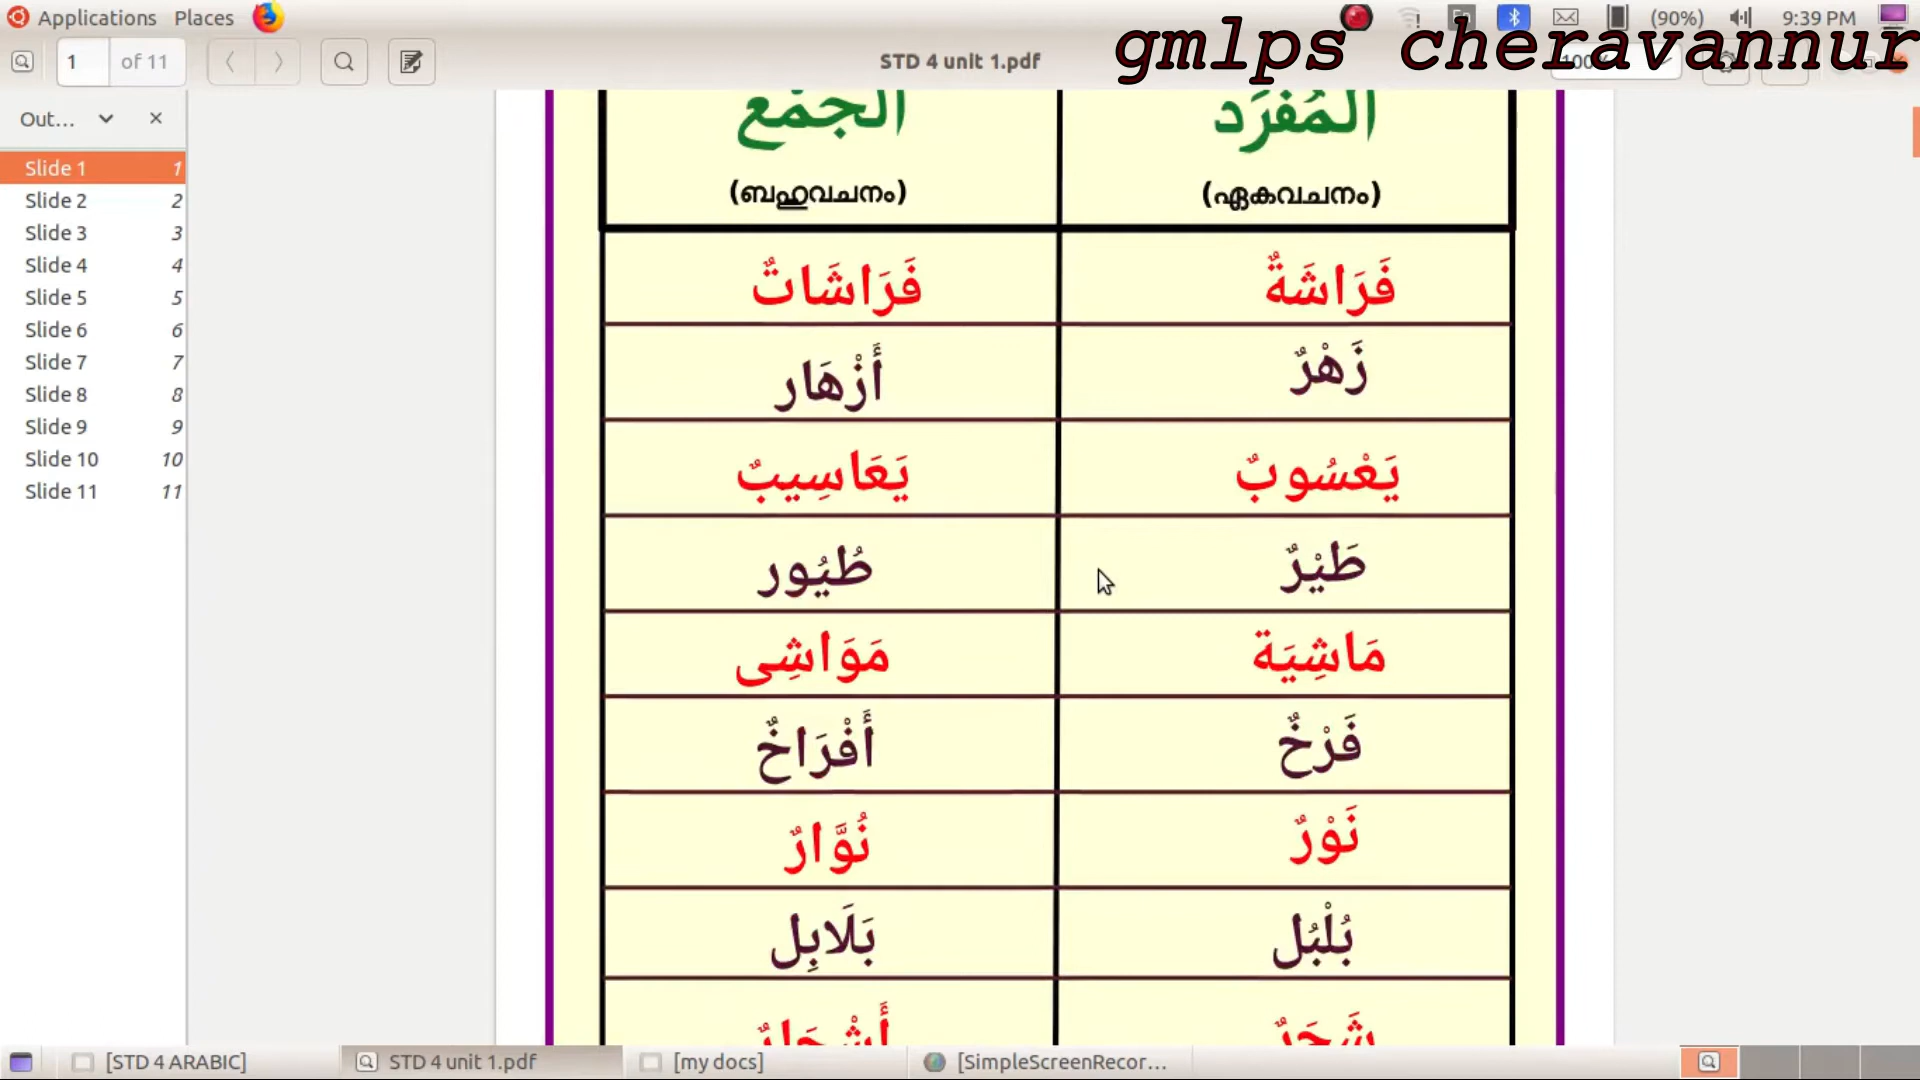 Applications Places (90%) 9:39 PM
gmlps cheravannur
1 of 11 STD 4 unit 1.pdf 100%
Out...
Slide 1 1
Slide 2 2
Slide 3 3
Slide 4 4
Slide 5 5
Slide 6 6
Slide 7 7
Slide 8 8
Slide 9 9
Slide 10 10
Slide 11 11
المُفْرَد الجَمْع
(ഏകവചനം) (ബഹുവചനം)
فَرَاشَةٌ فَرَاشَاتٌ
زَهْرٌ أَزْهَار
يَعْسُوبٌ يَعَاسِيبٌ
طَيْرٌ طُيُور
مَاشِيَة مَوَاشِى
فَرْخٌ أَفْرَاخٌ
نَوْرٌ نُوَّارٌ
بُلْبُل بَلَابِل
شَجَرٌ أَشْجَارٌ
[STD 4 ARABIC] STD 4 unit 1.pdf [my docs] [SimpleScreenRecor...